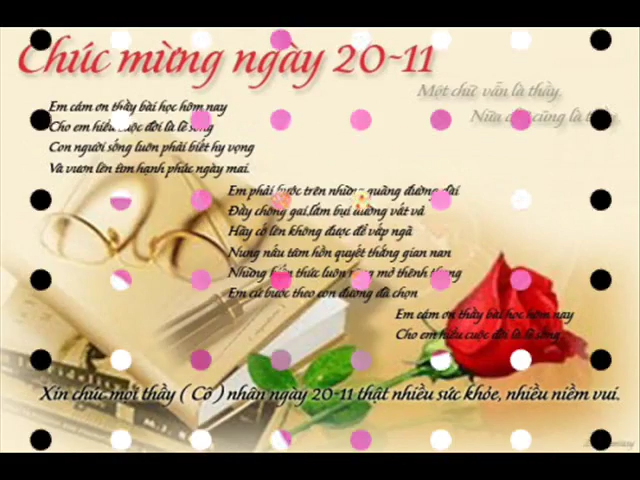 Chúc mừng ngày 20-11
Một chữ vẫn là thầy.
Nửa cũng là
Em cám ơn thầy bài học hôm nay
Cho em hiểu cuộc đời là lẽ sống
Con người sống luôn phải biết hy vọng
Và vươn lên tìm hạnh phúc ngày mai.
Em phải bước trên những quãng đường dài
Đầy chông gai, lắm bụi đường vất vả
Hãy cố lên không được để vấp ngã
Nung nấu tâm hồn quyết thắng gian nan
Những kiến thức luôn mở thênh thang
Em cứ bước theo con đường đã chọn
Em cám ơn thầy bài học hôm nay
Cho em hiểu cuộc đời là lẽ sống
Xin chúc mọi thầy ( Cô ) nhân ngày 20-11 thật nhiều sức khỏe, nhiều niềm vui.